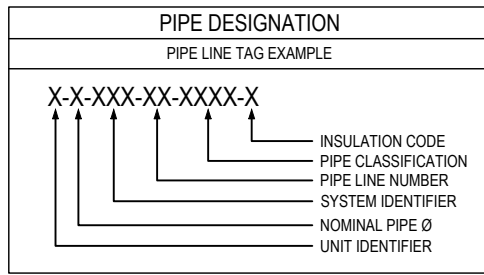 PIPE DESIGNATION
PIPE LINE TAG EXAMPLE
X-X-XXX-XX-XXXX-X
INSULATION CODE
PIPE CLASSIFICATION
PIPE LINE NUMBER
SYSTEM IDENTIFIER
NOMINAL PIPE Ø
UNIT IDENTIFIER